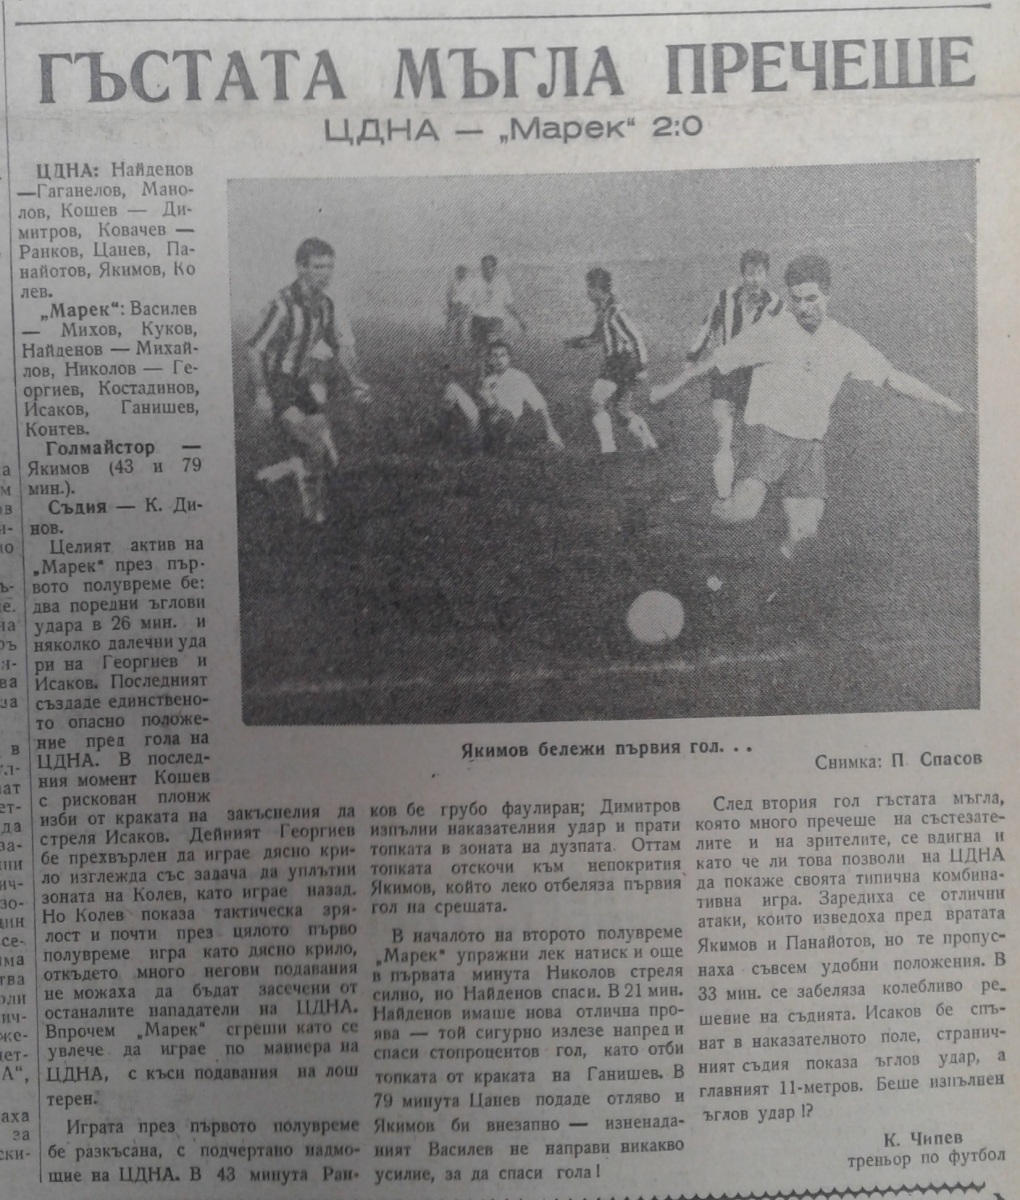 ГЪСТАТА МЪГЛА ПРЕЧЕШЕ
ЦДНА — „Марек“ 2:0
ЦДНА: Найденов
—Гаганелов, Мано-
лов, Кошев — Ди-
митров, Ковачев —
Ранков, Цанев, Па-
найотов, Якимов, Ко
лев.
„Марек“: Василев
— Михов, Куков,
Найденов — Михай-
лов, Николов — Ге-
оргиев, Костадинов,
Исаков, Ганишев,
Контев.
Голмайстор —
Якимов (43 и 79
мин.).
Съдия — К. Ди-
нов.
Целият актив на
„Марек“ през пър-
вото полувреме бе:
два поредни ъглови
удара в 26 мин. и
няколко далечни уда
ри на Георгиев и
Исаков. Последният
създаде единствено-
то опасно положе-
ние пред гола на
ЦДНА. В послед-
ния момент Кошев
с рискован плонж
изби от краката на закъснелия да
стреля Исаков. Дейният Георгиев
бе прехвърлен да играе дясно кри-
ло изглежда със задача да уплътни
зоната на Колев, като играе назад.
Но Колев показа тактическа зря-
лост и почти през цялото първо
полувреме игра като дясно крило,
откъдето много негови подавания
не можаха да бъдат засечени от
останалите нападатели на ЦДНА.
Впрочем „Марек“ сгреши като се
увлече да играе по маниера на
ЦДНА, с къси подавания на лош
терен.
Играта през първото полувреме
бе разкъсана, с подчертано надмо-
щие на ЦДНА. В 43 минута Ран-
Якимов бележи първия гол. . .
Снимка: П. Спасов
ков бе грубо фаулиран; Димитров
изпълни наказателния удар и прати
топката в зоната на дузпата. Оттам
топката отскочи към непокрития
Якимов, който леко отбеляза първия
гол на срещата.
В началото на второто полувреме
„Марек“ упражни лек натиск и още
в първата минута Николов стреля
силно, но Найденов спаси. В 21 мин.
Найденов имаше нова отлична про-
ява — той сигурно излезе напред и
спаси стопроцентов гол, като отби
топката от краката на Ганишев. В
79 минута Цанев подаде отляво и
Якимов би внезапно — изненада-
ният Василев не направи никакво
усилие, за да спаси гола!
След втория гол гъстата мъгла,
която много пречеше на състезате-
лите и на зрителите, се вдигна и
като че ли това позволи на ЦДНА
да покаже своята типична комбина-
тивна игра. Заредиха се отлични
атаки, които изведоха пред вратата
Якимов и Панайотов, но те пропус-
наха съвсем удобни положения. В
33 мин. се забеляза колебливо ре-
шение на съдията. Исаков бе спъ-
нат в наказателното поле, странич-
ният съдия показа ъглов удар, а
главният 11-метров. Беше изпълнен
ъглов удар !?
К. Чипев
треньор по футбол